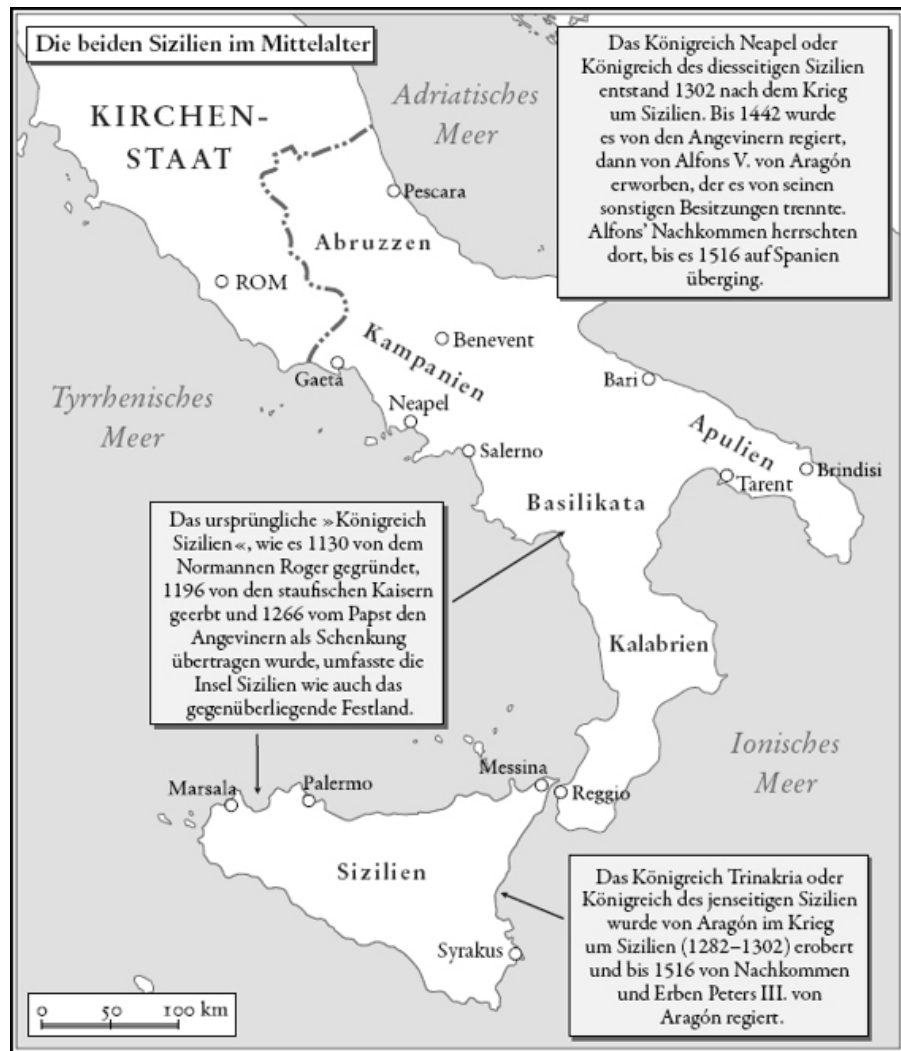 Die beiden Sizilien im Mittelalter
Das Königreich Neapel oder
Königreich des diesseitigen Sizilien
entstand 1302 nach dem Krieg
um Sizilien. Bis 1442 wurde
es von den Angevinern regiert,
dann von Alfons V. von Aragón
erworben, der es von seinen
sonstigen Besitzungen trennte.
Alfons’ Nachkommen herrschten
dort, bis es 1516 auf Spanien
überging.
Adriatisches
Meer
KIRCHEN-
STAAT
Pescara
Abruzzen
ROM
Kampanien
Benevent
Gaeta
Bari
Tyrrhenisches
Meer
Neapel
Apulien
Salerno
Brindisi
Tarent
Basilikata
Das ursprüngliche »Königreich
Sizilien«, wie es 1130 von dem
Normannen Roger gegründet,
1196 von den staufischen Kaisern
geerbt und 1266 vom Papst den
Angevinern als Schenkung
übertragen wurde, umfasste die
Insel Sizilien wie auch das
gegenüberliegende Festland.
Kalabrien
Ionisches
Meer
Messina
Reggio
Marsala
Palermo
Sizilien
Das Königreich Trinakria oder
Königreich des jenseitigen Sizilien
wurde von Aragón im Krieg
um Sizilien (1282–1302) erobert
und bis 1516 von Nachkommen
und Erben Peters III. von
Aragón regiert.
Syrakus
0 50 100 km